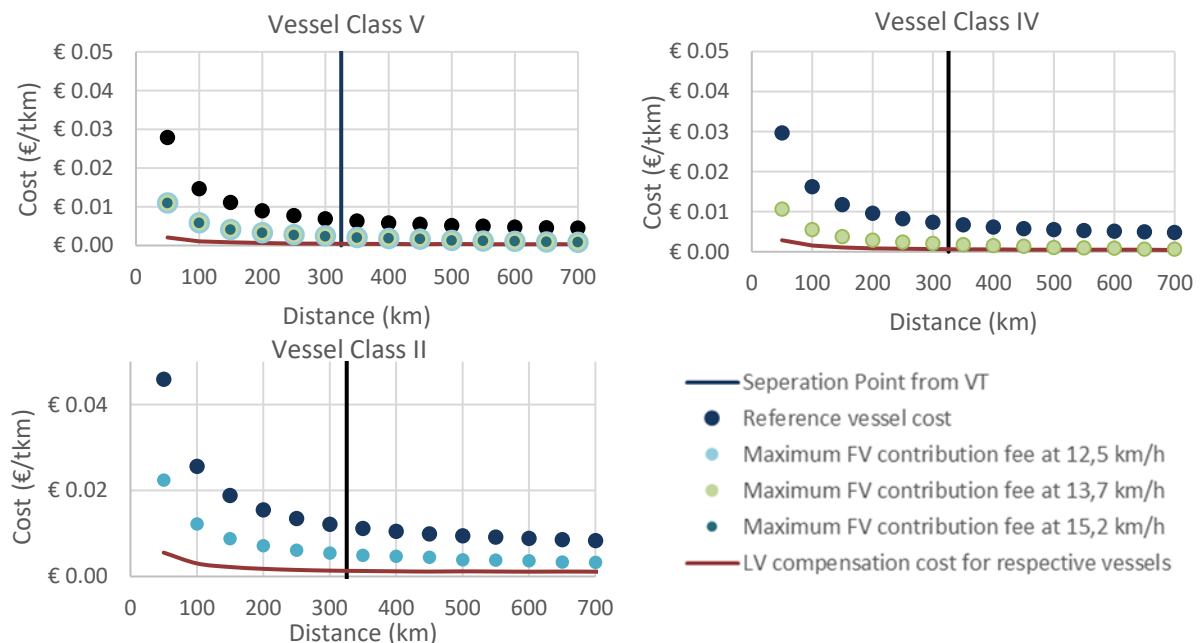 Vessel Class V
€ 0.05
€ 0.04
€ 0.03
€ 0.02
€ 0.01
€ 0.00
Cost (€/tkm)
0 100 200 300 400 500 600 700
Distance (km)
Vessel Class IV
€ 0.05
€ 0.04
€ 0.03
€ 0.02
€ 0.01
€ 0.00
Cost (€/tkm)
0 100 200 300 400 500 600 700
Distance (km)
Vessel Class II
€ 0.04
€ 0.02
€ 0.00
Cost (€/tkm)
0 100 200 300 400 500 600 700
Distance (km)
Seperation Point from VT
Reference vessel cost
Maximum FV contribution fee at 12,5 km/h
Maximum FV contribution fee at 13,7 km/h
Maximum FV contribution fee at 15,2 km/h
LV compensation cost for respective vessels